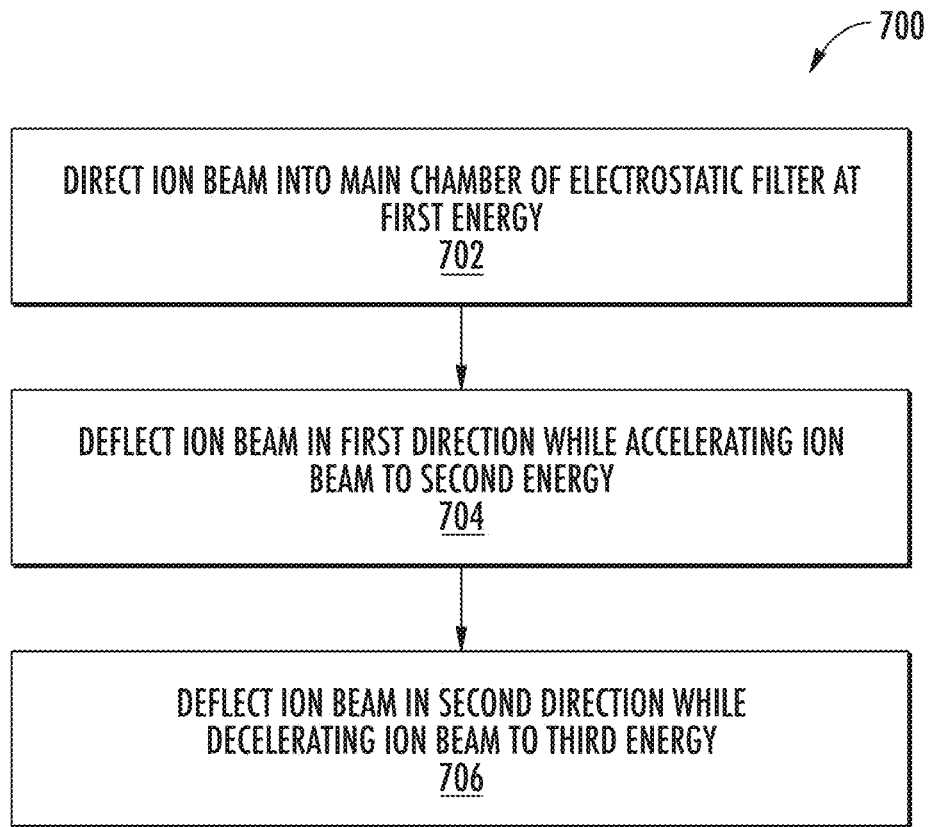 700
DIRECT ION BEAM INTO MAIN CHAMBER OF ELECTROSTATIC FILTER AT
FIRST ENERGY
702
DEFLECT ION BEAM IN FIRST DIRECTION WHILE ACCELERATING ION
BEAM TO SECOND ENERGY
704
DEFLECT ION BEAM IN SECOND DIRECTION WHILE
DECELERATING ION BEAM TO THIRD ENERGY
706